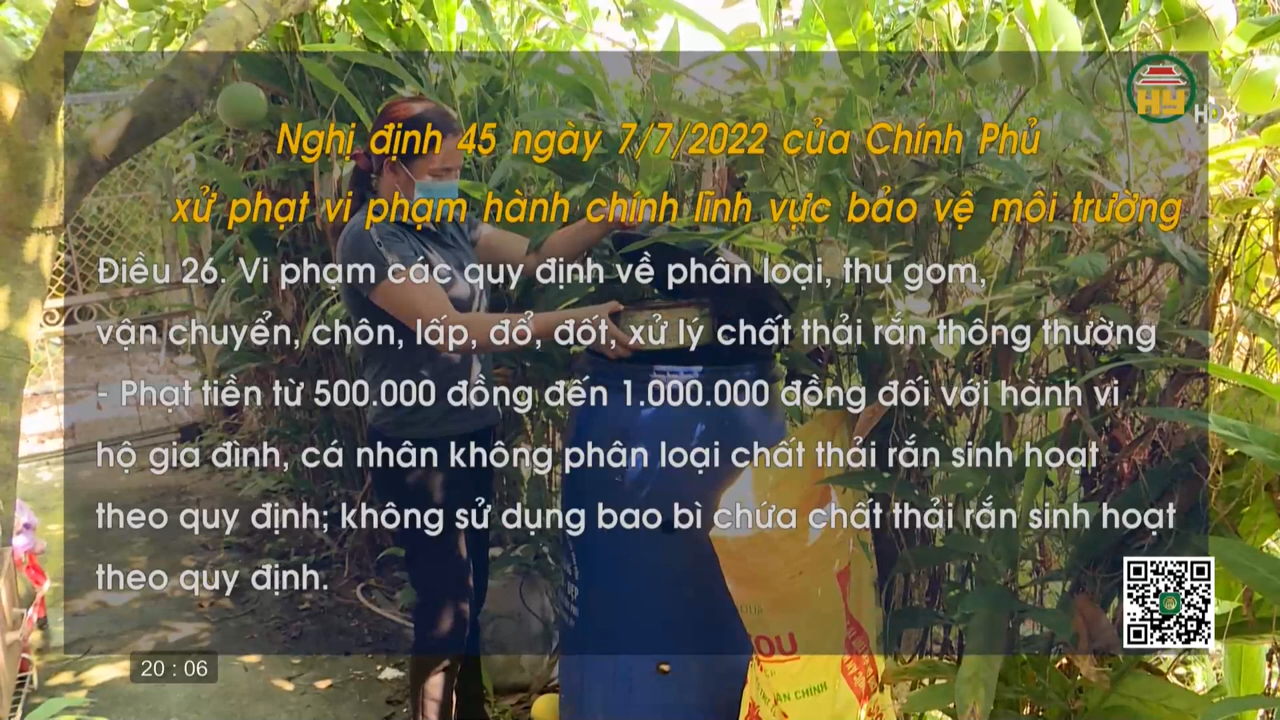 HY
HD
Nghị định 45 ngày 7/7/2022 của Chính Phủ
xử phạt vi phạm hành chính lĩnh vực bảo vệ môi trường
Điều 26. Vi phạm các quy định về phân loại, thu gom,
vận chuyển, chôn, lấp, đổ, đốt, xử lý chất thải rắn thông thường
- Phạt tiền từ 500.000 đồng đến 1.000.000 đồng đối với hành vi
hộ gia đình, cá nhân không phân loại chất thải rắn sinh hoạt
theo quy định; không sử dụng bao bì chứa chất thải rắn sinh hoạt
theo quy định.
20 : 06